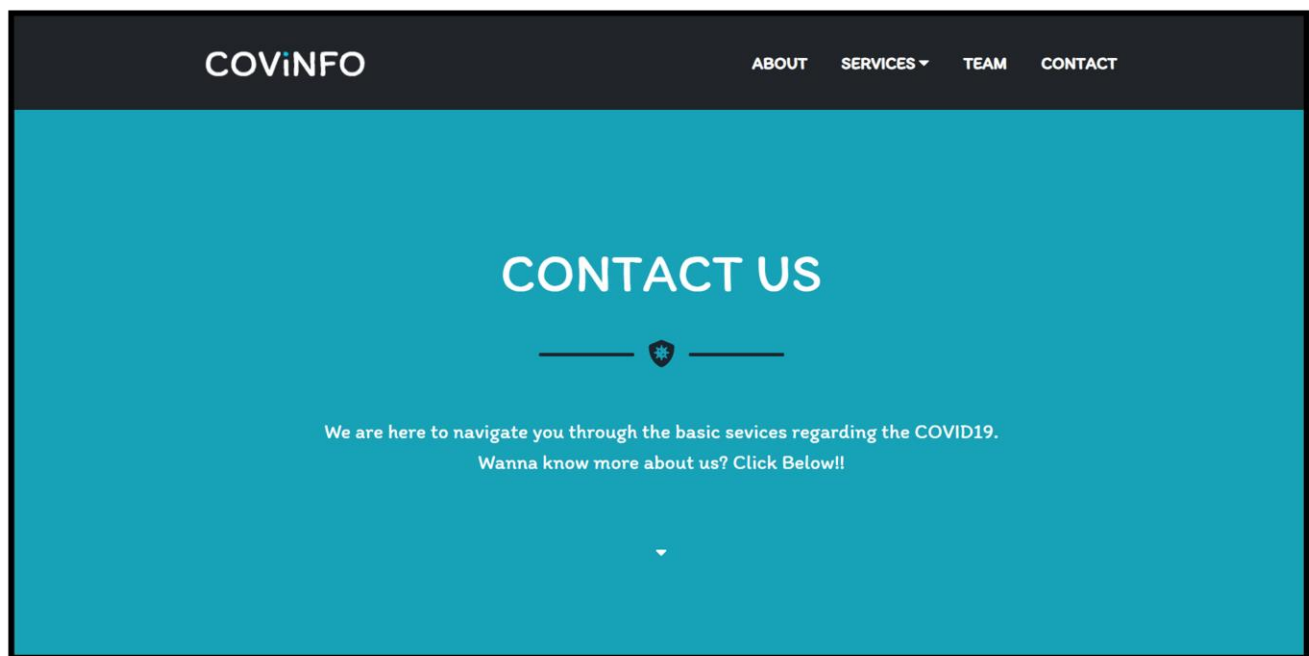 COViNFO
ABOUT SERVICES TEAM CONTACT
CONTACT US
We are here to navigate you through the basic sevices regarding the COVID19.
Wanna know more about us? Click Below!!